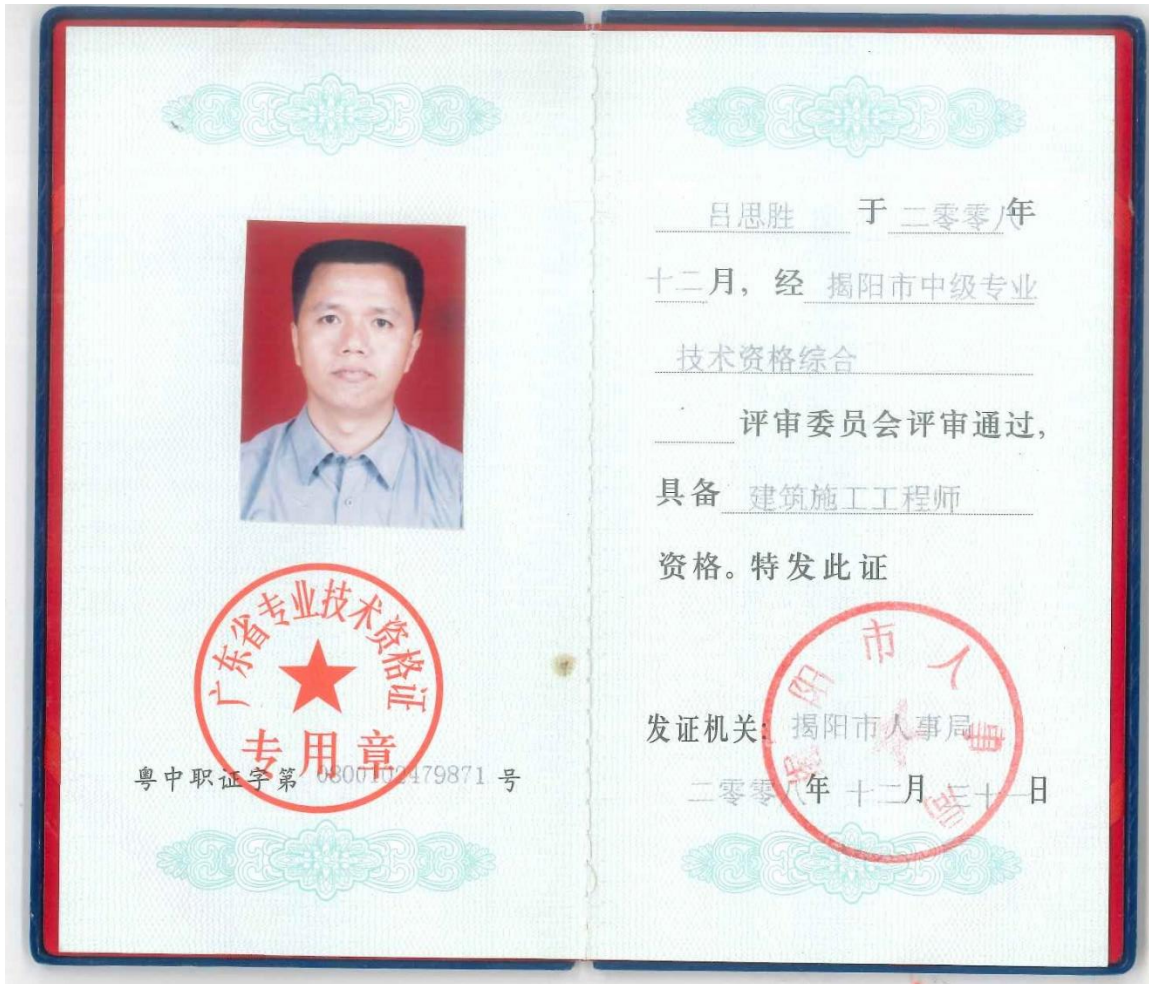 广东省专业技术资格证
专用章
粤中职证字第 0800102479871 号
吕思胜 于 二零零八年
十二月，经 揭阳市中级专业
技术资格综合
评审委员会评审通过，
具备 建筑施工工程师
资格。特发此证
揭阳市人事局
发证机关：揭阳市人事局
二零零八年 十二月 三十一日